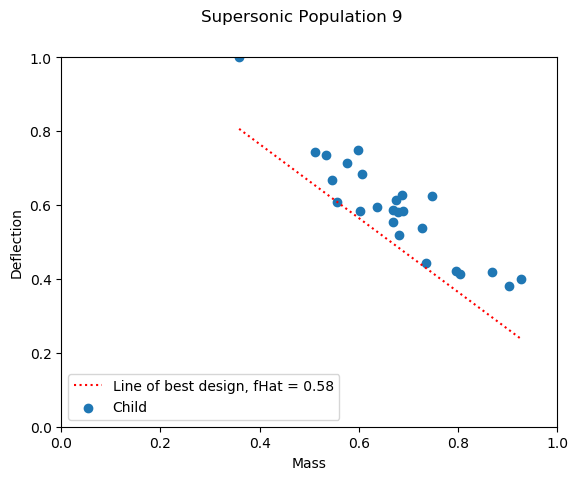 Supersonic Population 9
1.0
0.8
0.6
0.4
0.2
0.0
Deflection
Line of best design, fHat = 0.58
Child
0.0 0.2 0.4 0.6 0.8 1.0
Mass